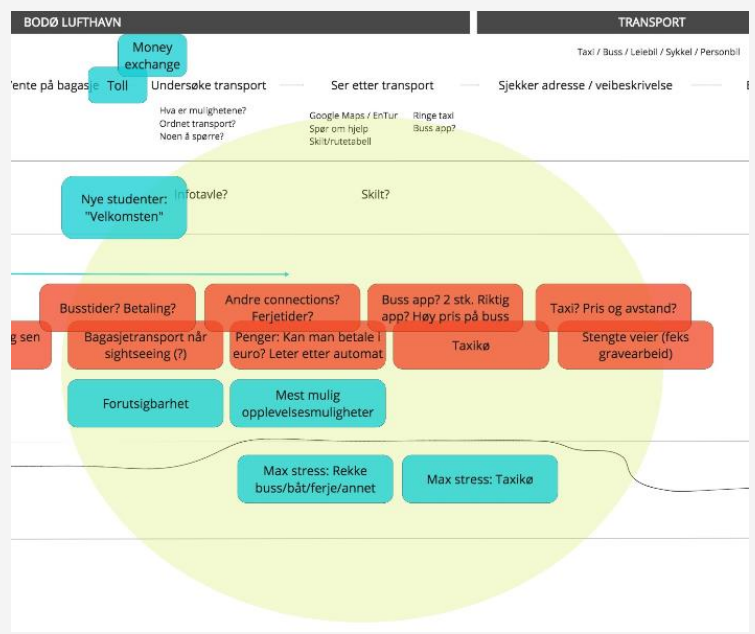 BODØ LUFTHAVN
TRANSPORT
Money
exchange
Taxi / Buss / Leiebil / Sykkel / Personbil
ente på bagasje
Toll
Undersøke transport
Ser etter transport
Sjekker adresse / veibeskrivelse
Hva er mulighetene?
Ordnet transport?
Noen å spørre?
Google Maps / EnTur
Spør om hjelp
Skilt/rutetabell
Ringe taxi
Buss app?
Nye studenter:
"Velkomsten"
Infotavle?
Skilt?
Busstider? Betaling?
Andre connections?
Ferjetider?
Buss app? 2 stk. Riktig
app? Høy pris på buss
Taxi? Pris og avstand?
g sen
Bagasjetransport når
sightseeing (?)
Penger: Kan man betale i
euro? Leter etter automat
Taxikø
Stengte veier (feks
gravearbeid)
Forutsigbarhet
Mest mulig
opplevelsesmuligheter
Max stress: Rekke
buss/båt/ferje/annet
Max stress: Taxikø